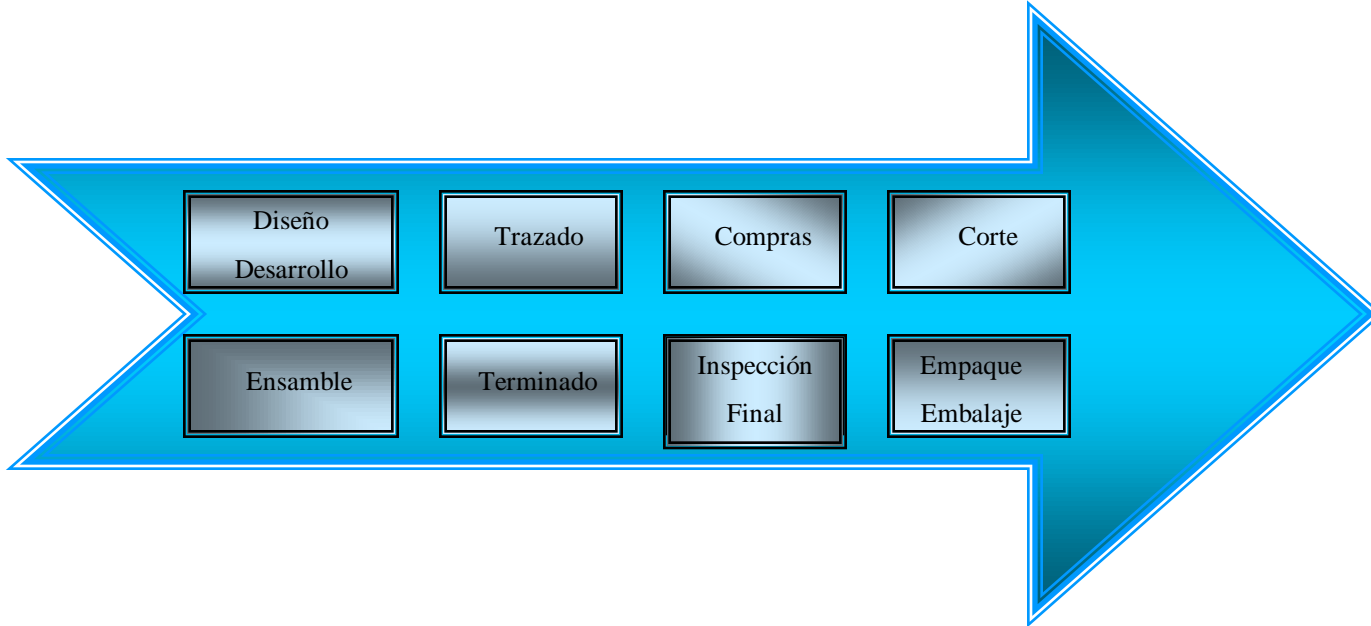 Diseño
Desarrollo
Trazado
Compras
Corte
Ensamble
Terminado
Inspección
Final
Empaque
Embalaje